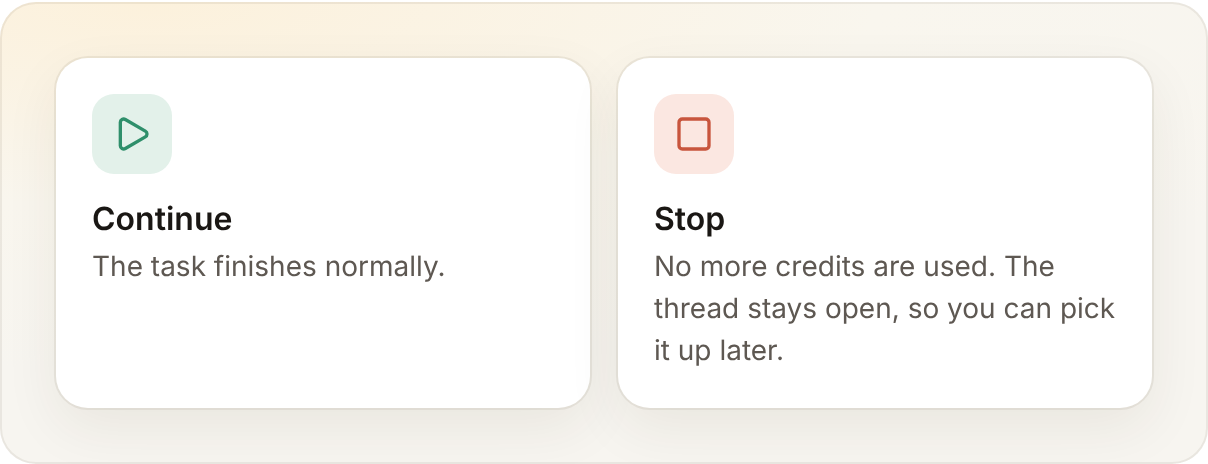 Continue
The task finishes normally.
Stop
No more credits are used. The
thread stays open, so you can pick
it up later.